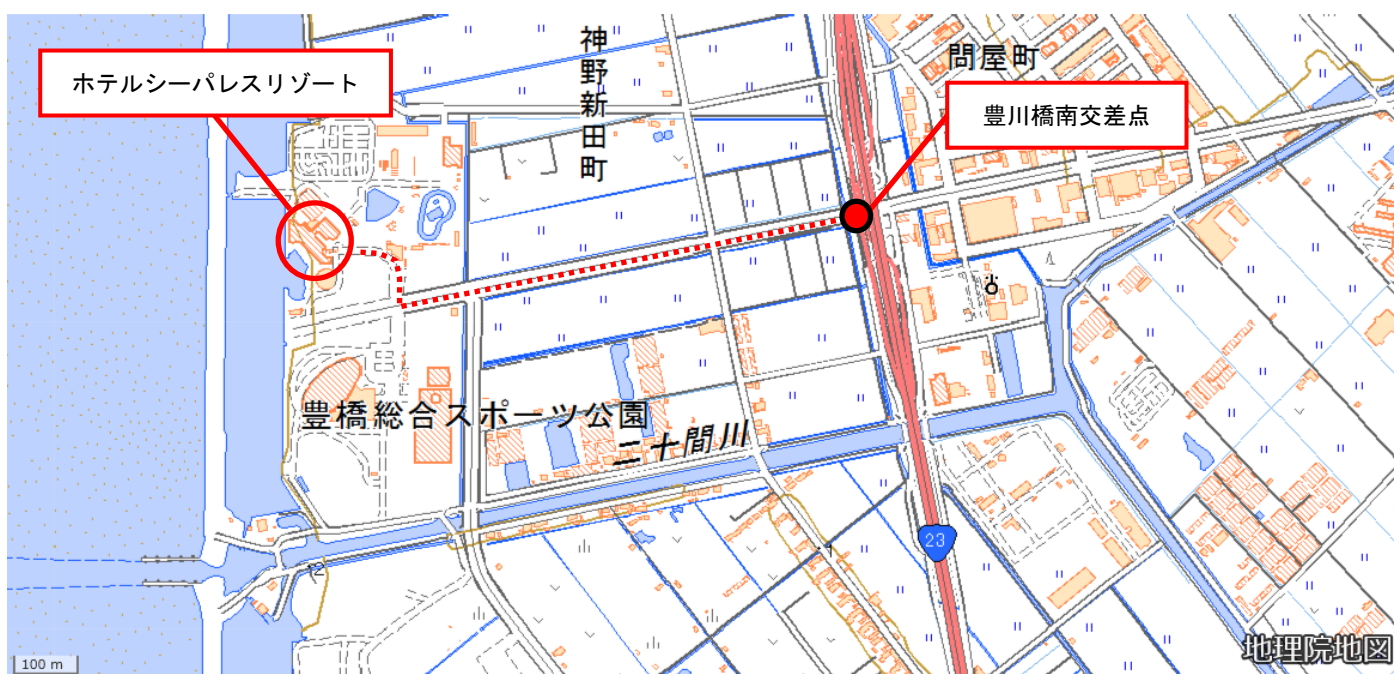 ホテルシーパレスリゾート
神野新田町
問屋町
豊川橋南交差点
豊橋総合スポーツ公園
二十間川
23
-1
-2
地理院地図
100 m